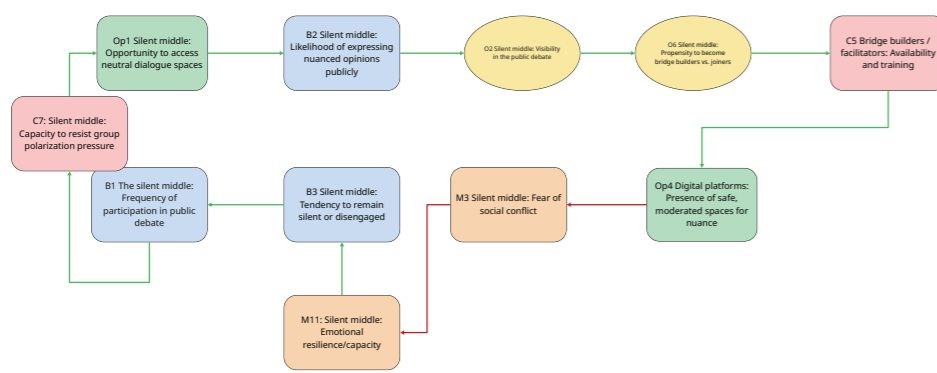 Op1 Silent middle:
Opportunity to access
neutral dialogue spaces
B2 Silent middle:
Likelihood of expressing
nuanced opinions
publicly
O2 Silent middle: Visibility
in the public debate
O6 Silent middle:
Propensity to become
bridge builders vs. joiners
C5 Bridge builders /
facilitators: Availability
and training
C7: Silent middle:
Capacity to resist group
polarization pressure
B1 The silent middle:
Frequency of
participation in public
debate
B3 Silent middle:
Tendency to remain
silent or disengaged
M3 Silent middle: Fear of
social conflict
Op4 Digital platforms:
Presence of safe,
moderated spaces for
nuance
M11: Silent middle:
Emotional
resilience/capacity